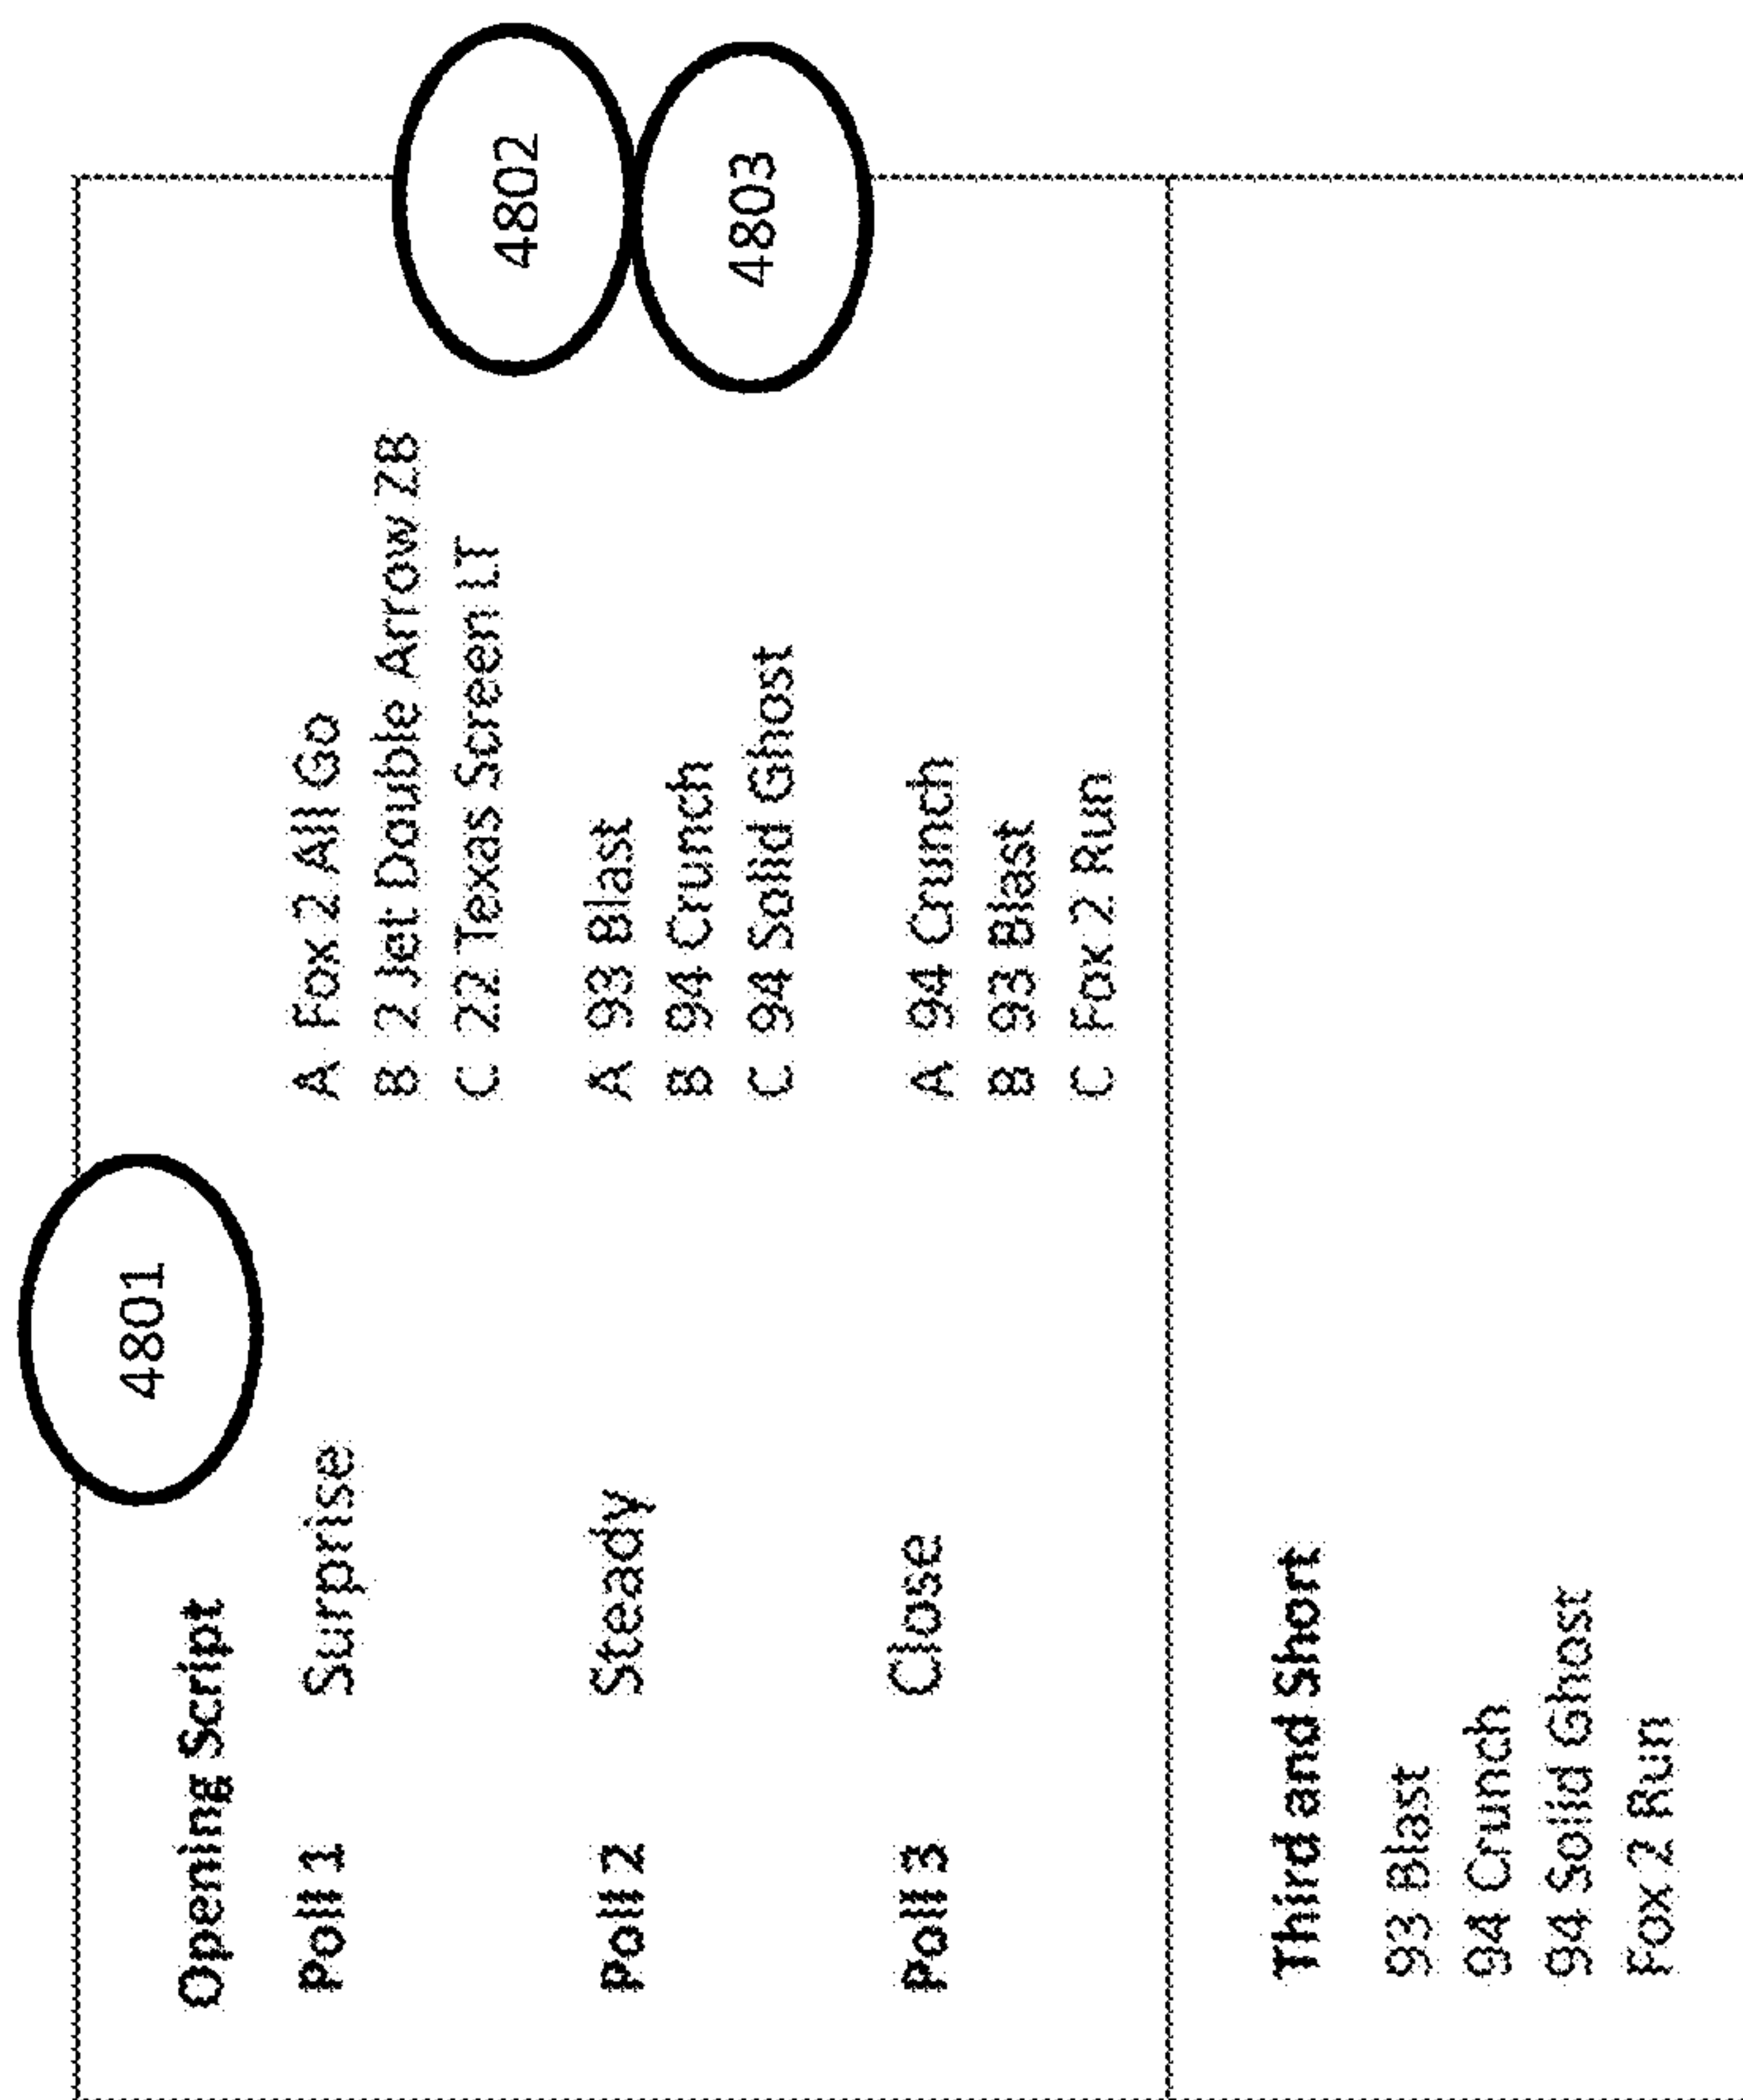 4801
Opening Script
Poll 1 Surprise
A Fox 2 All Go
B 2 Jet Double Arrow Z8
C 22 Texas Screen LT
4802
Poll 2 Steady
A 93 Blast
B 94 Crunch
C 94 Solid Ghost
4803
Poll 3 Close
A 94 Crunch
B 93 Blast
C Fox 2 Run
Third and Short
93 Blast
94 Crunch
94 Solid Ghost
Fox 2 Run